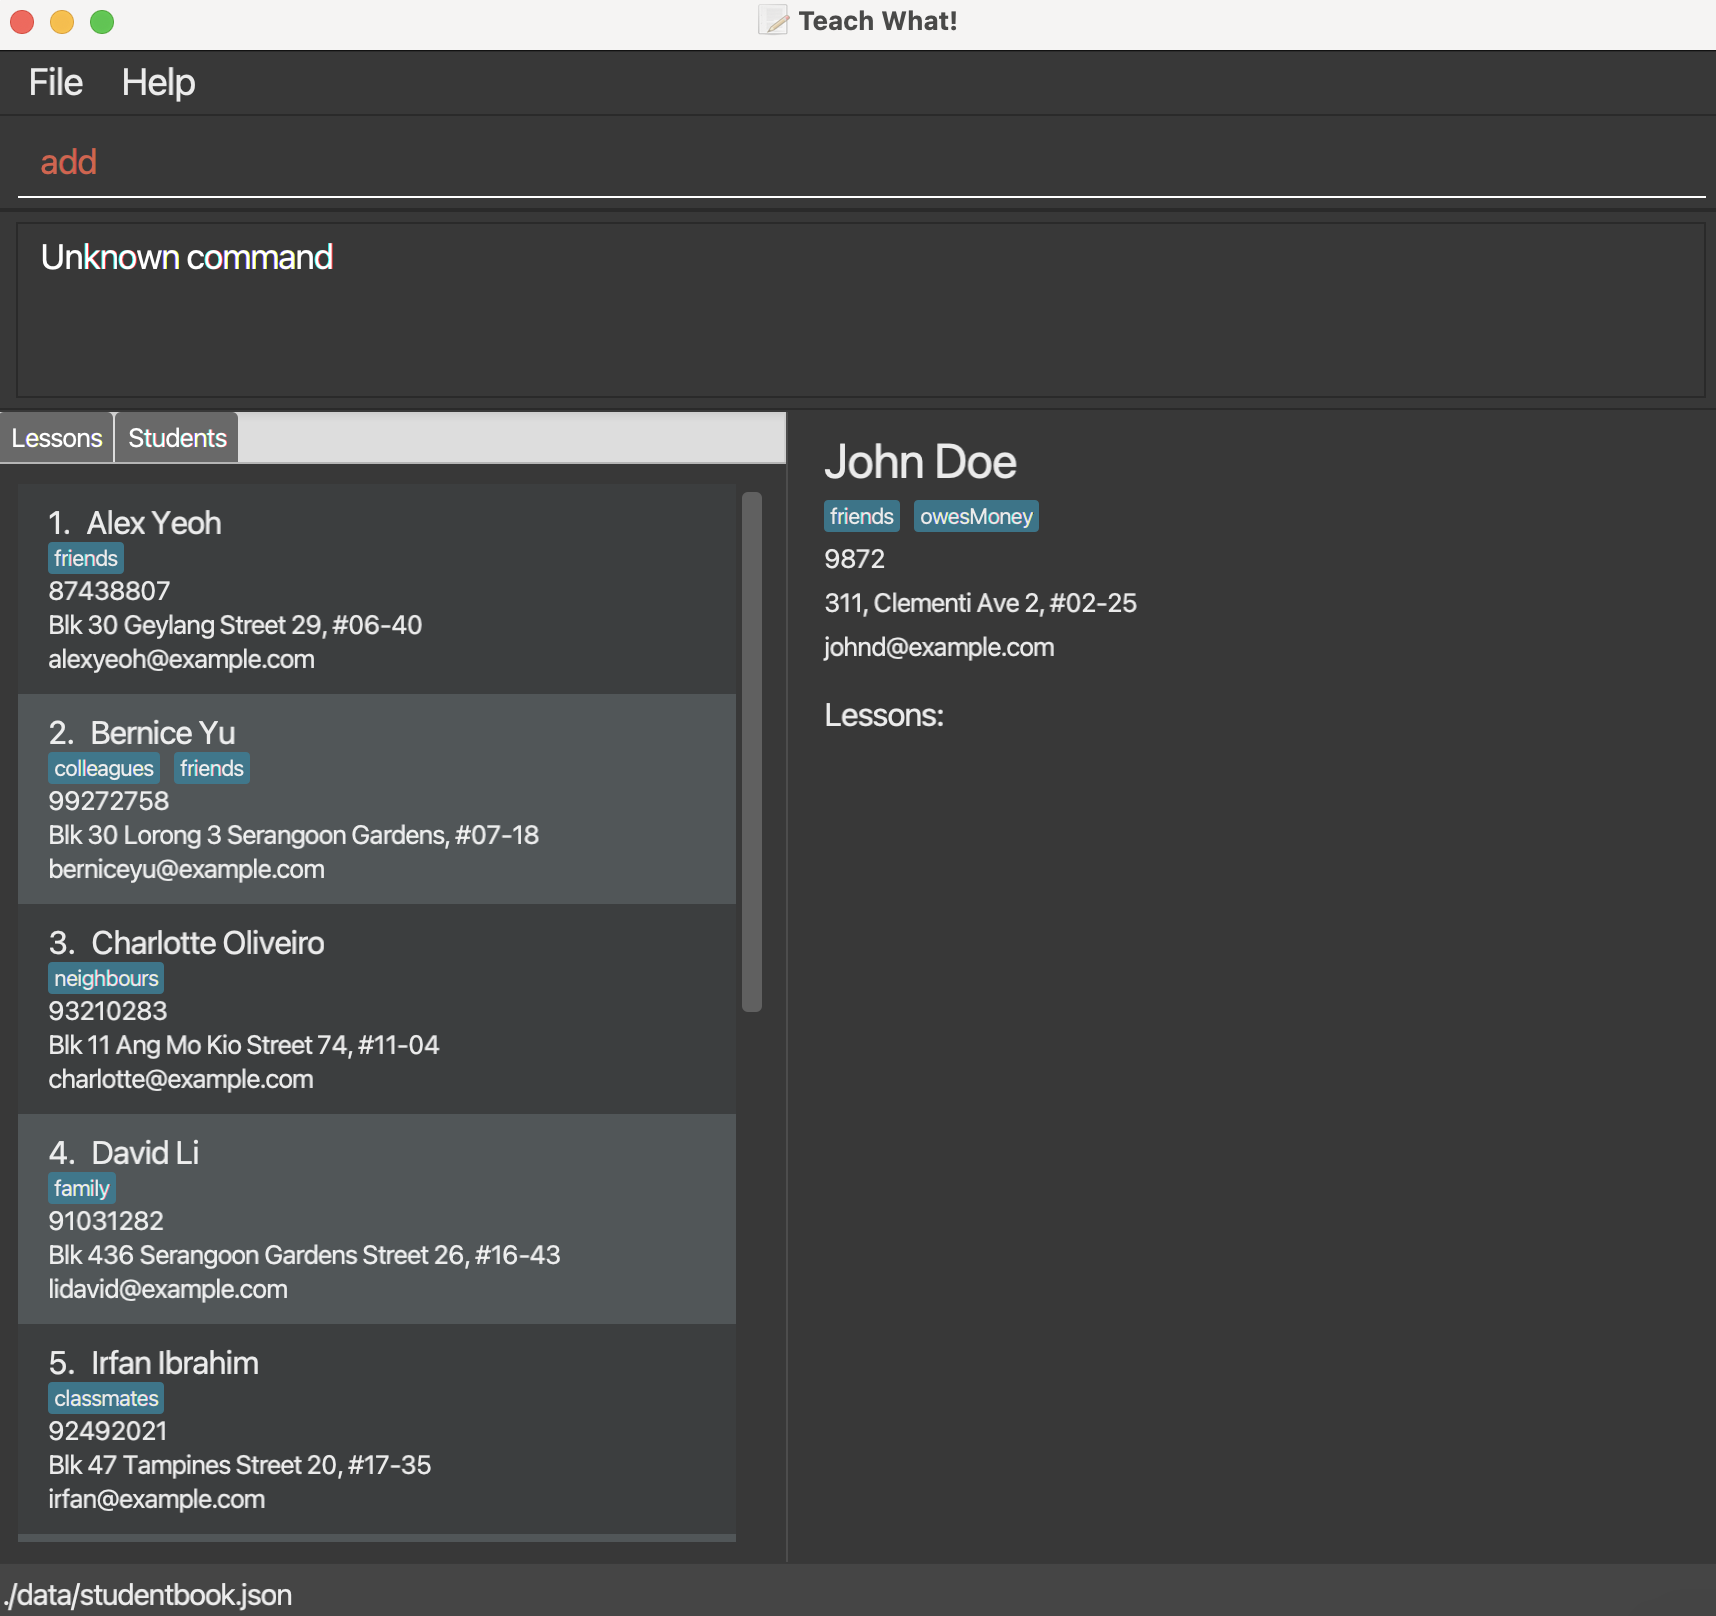 Teach What!
File Help
add
Unknown command
Lessons Students
1. Alex Yeoh
friends
87438807
Blk 30 Geylang Street 29, #06-40
alexyeoh@example.com
2. Bernice Yu
colleagues friends
99272758
Blk 30 Lorong 3 Serangoon Gardens, #07-18
berniceyu@example.com
3. Charlotte Oliveiro
neighbours
93210283
Blk 11 Ang Mo Kio Street 74, #11-04
charlotte@example.com
4. David Li
family
91031282
Blk 436 Serangoon Gardens Street 26, #16-43
lidavid@example.com
5. Irfan Ibrahim
classmates
92492021
Blk 47 Tampines Street 20, #17-35
irfan@example.com
John Doe
friends owesMoney
9872
311, Clementi Ave 2, #02-25
johnd@example.com
Lessons:
./data/studentbook.json